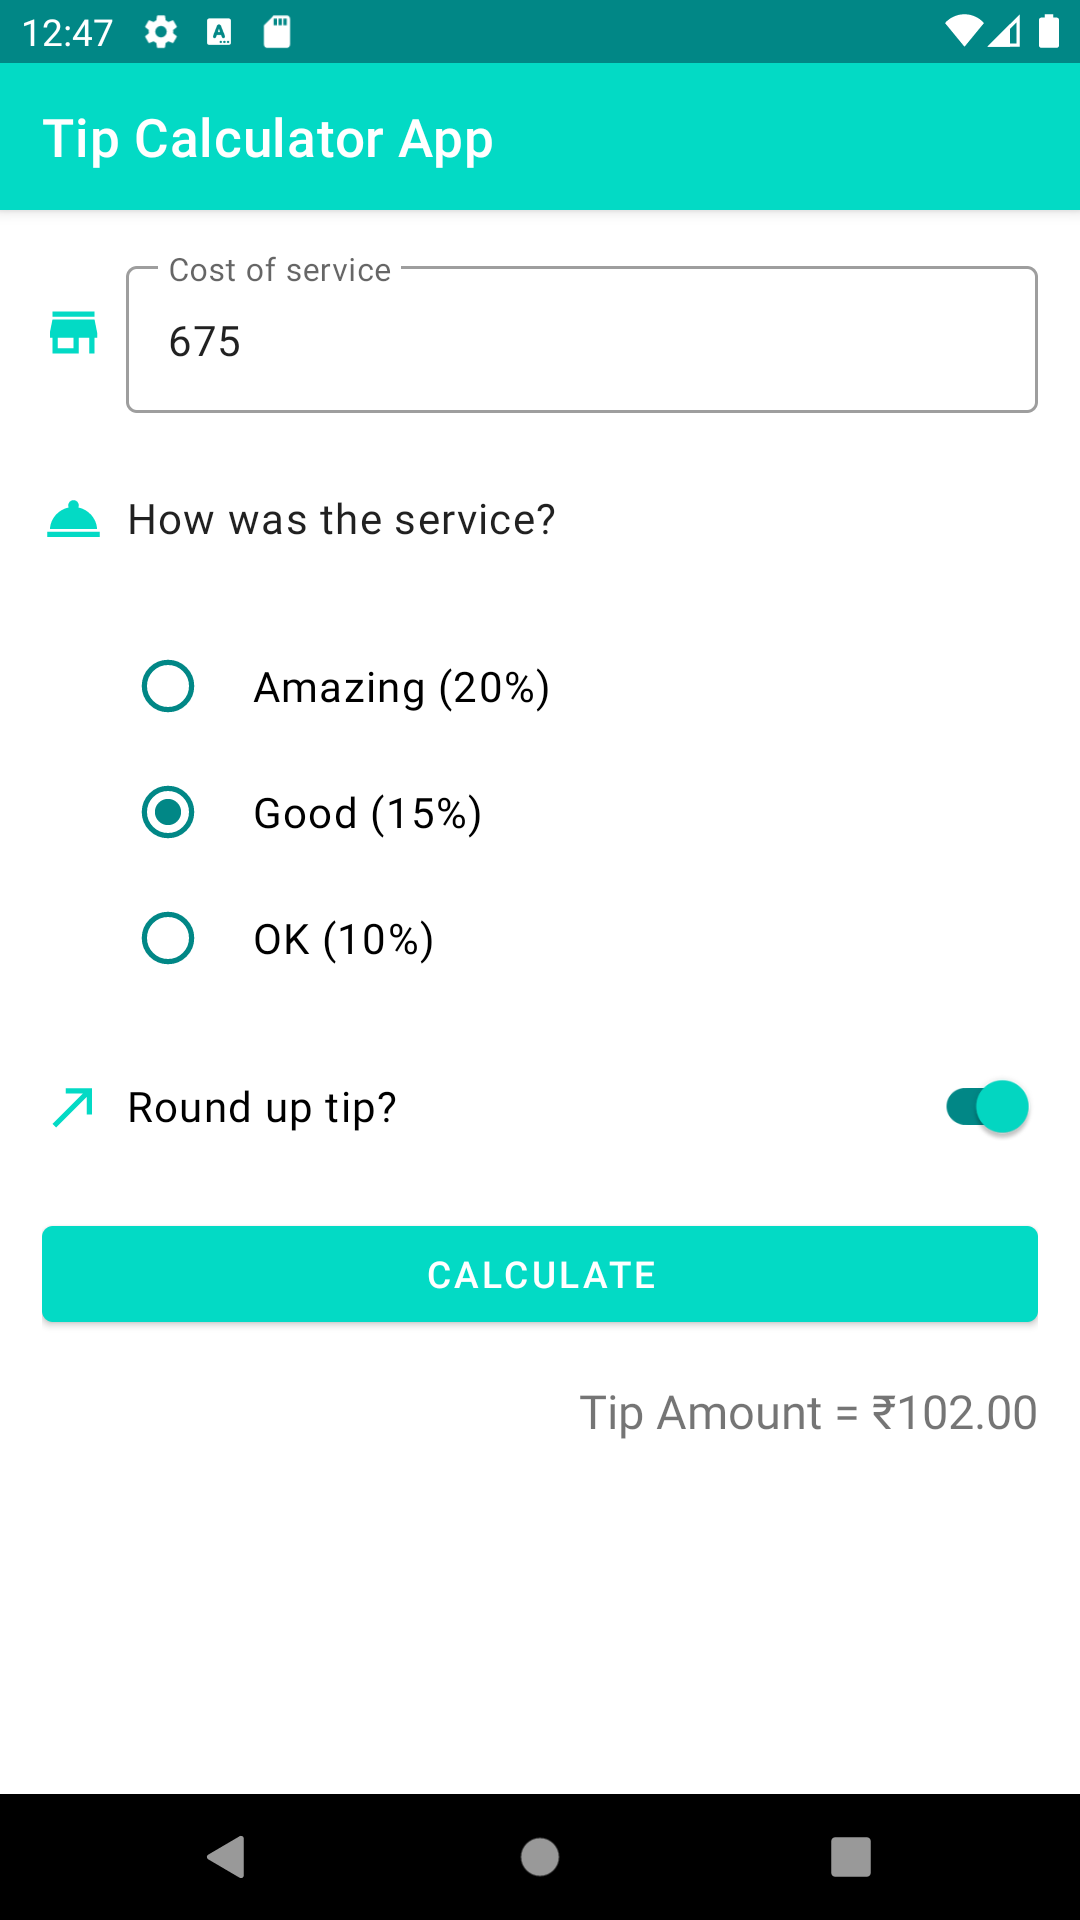 12:47
Tip Calculator App
Cost of service
675
How was the service?
Amazing (20%)
Good (15%)
OK (10%)
Round up tip?
CALCULATE
Tip Amount = ₹102.00